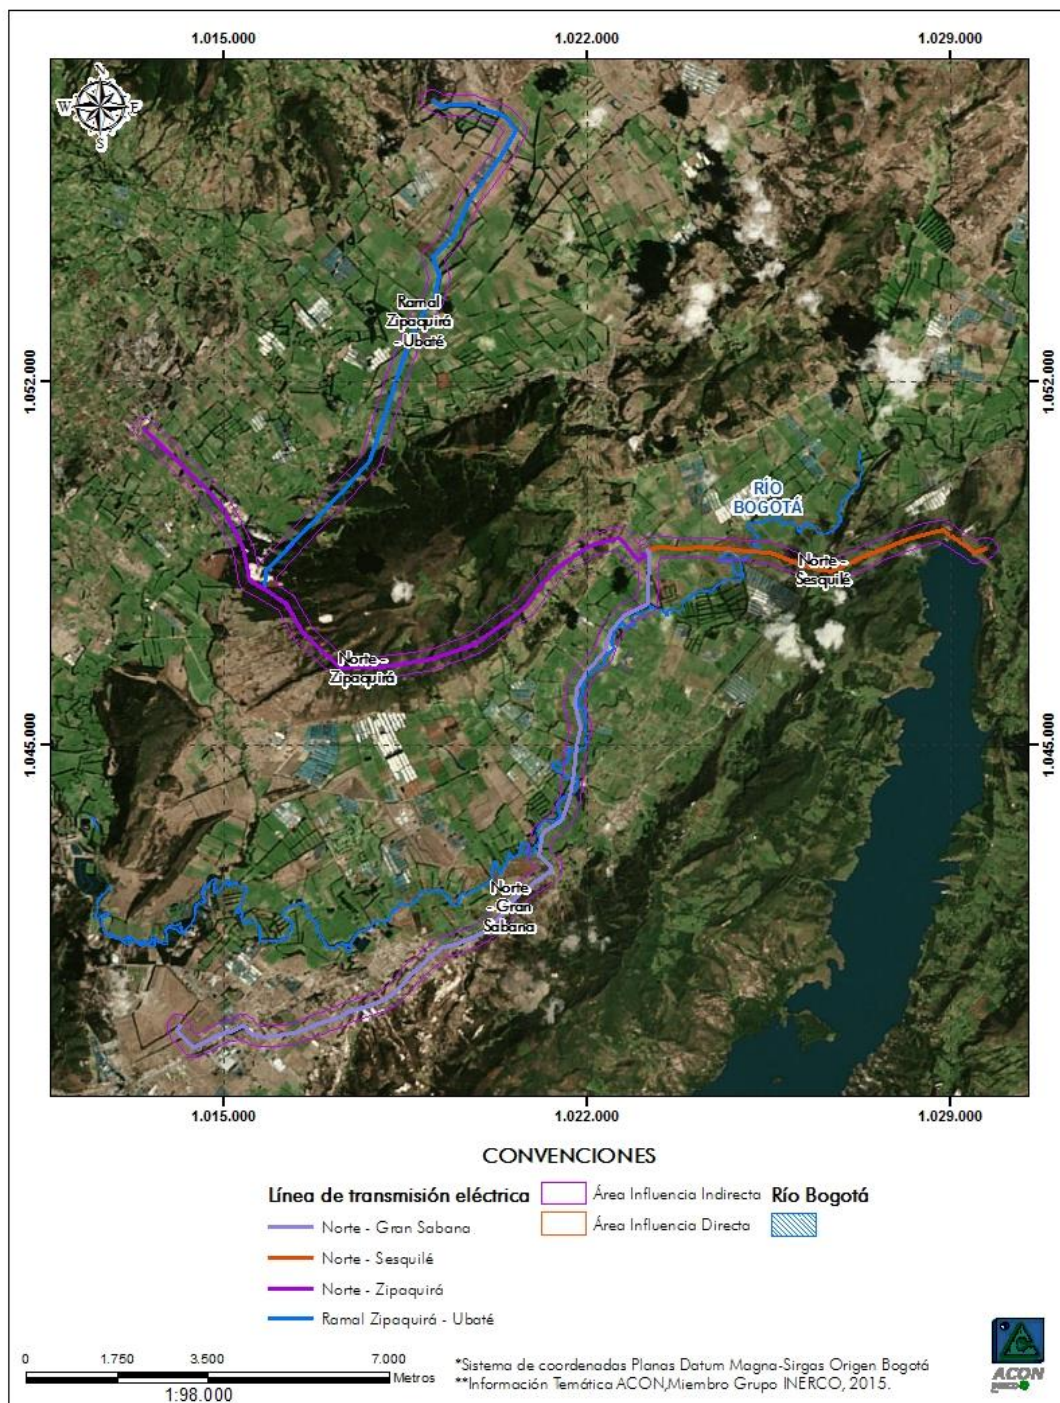 1.015.000 1.022.000 1.029.000
N
W E
S
Ramal
Zipaquirá
- Ubaté
1.052.000 1.052.000
RÍO
BOGOTÁ
Norte -
Sesquilé
Norte -
Zipaquirá
1.045.000 1.045.000
Norte
- Gran
Sabana
1.015.000 1.022.000 1.029.000
CONVENCIONES
Línea de transmisión eléctrica
Norte - Gran Sabana
Norte - Sesquilé
Norte - Zipaquirá
Ramal Zipaquirá - Ubaté
Área Influencia Indirecta
Área Influencia Directa
Río Bogotá
0 1.750 3.500 7.000
Metros
1:98.000
*Sistema de coordenadas Planas Datum Magna-Sirgas Origen Bogotá
**Información Temática ACON,Miembro Grupo INERCO, 2015.
ACON